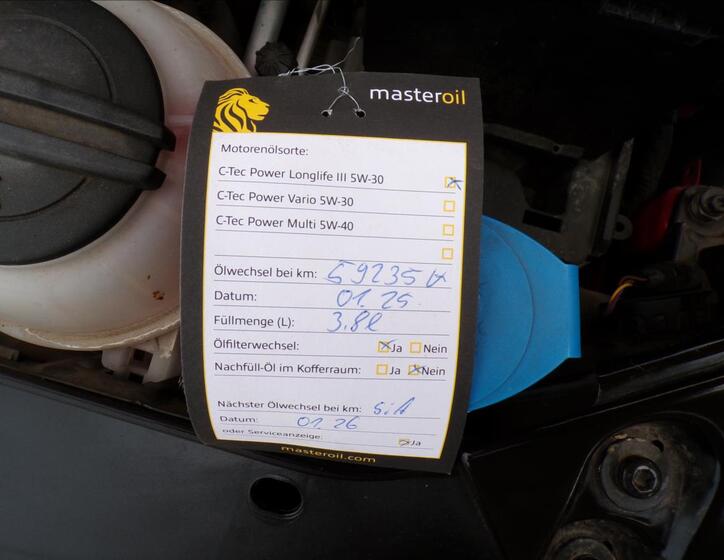 masteroil
Motorenölsorte:
C-Tec Power Longlife III 5W-30
C-Tec Power Vario 5W-30
C-Tec Power Multi 5W-40
Ölwechsel bei km: 59235
Datum: 01.25
Füllmenge (L): 3.8l
Ölfilterwechsel: Ja Nein
Nachfüll-Öl im Kofferraum: Ja Nein
Nächster Ölwechsel bei km: S.A
Datum: 01.26
oder Serviceanzeige: Ja
masteroil.com